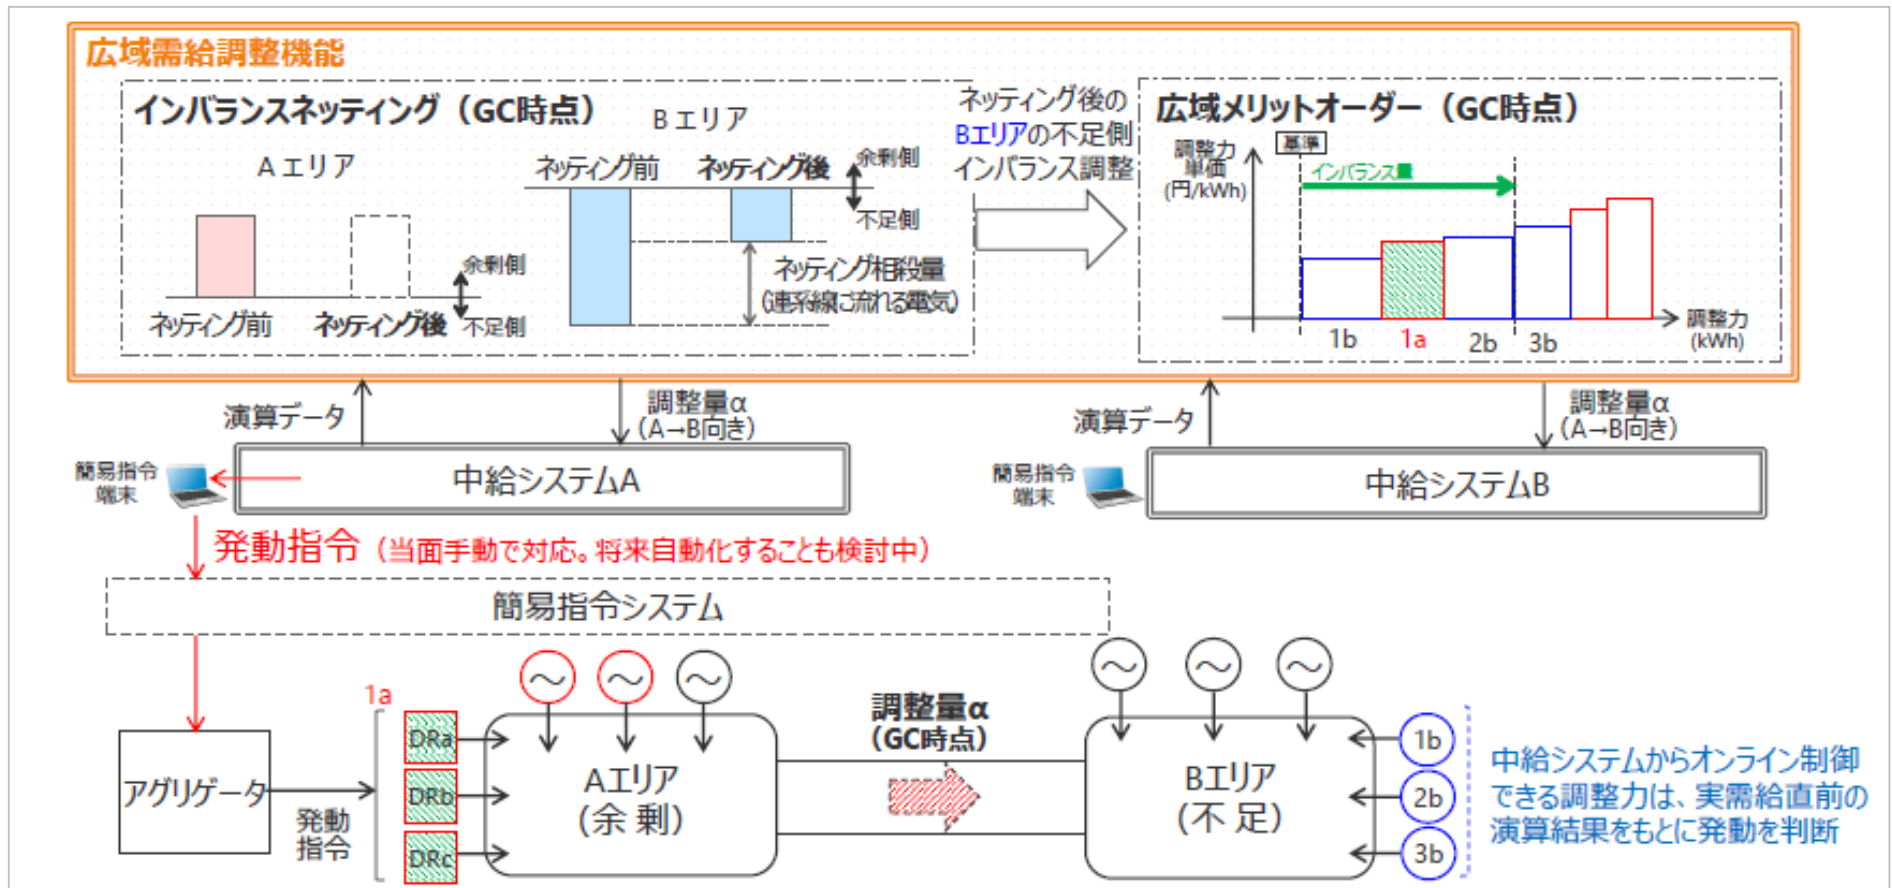 広域需給調整機能
インバランスネッティング（GC時点）
Aエリア
ネッティング前
ネッティング後
余剰側
不足側
Bエリア
ネッティング前
ネッティング後
余剰側
不足側
ネッティング相殺量
（連系線に流れる電気）
ネッティング後の
Bエリアの不足側
インバランス調整
広域メリットオーダー（GC時点）
調整力
単価
(円/kWh)
基準
インバランス量
1b
1a
2b
3b
調整力
(kWh)
演算データ
調整量α
（A→B向き）
演算データ
調整量α
（A→B向き）
簡易指令
端末
中給システムA
簡易指令
端末
中給システムB
発動指令（当面手動で対応。将来自動化することも検討中）
簡易指令システム
アグリゲータ
発動
指令
1a
DRa
DRb
DRc
～
～
～
Aエリア
(余 剰)
調整量α
（GC時点）
～
～
～
Bエリア
(不 足)
1b
2b
3b
中給システムからオンライン制御
できる調整力は、実需給直前の
演算結果をもとに発動を判断